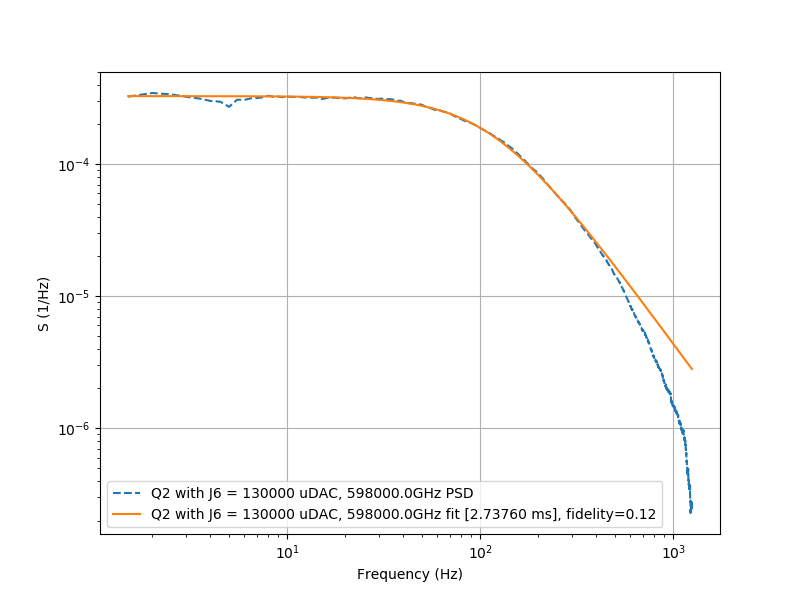 S (1/Hz)
10⁻⁴
10⁻⁵
10⁻⁶
Q2 with J6 = 130000 uDAC, 598000.0GHz PSD
Q2 with J6 = 130000 uDAC, 598000.0GHz fit [2.73760 ms], fidelity=0.12
10¹ 10² 10³
Frequency (Hz)